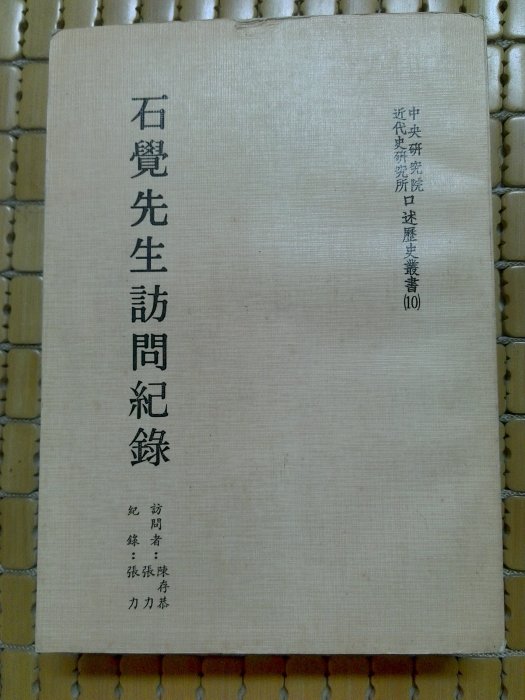 中央研究院
近代史研究所
口述歷史叢書(10)
石覺先生訪問紀錄
訪問者：陳存恭
張力
紀錄：張力